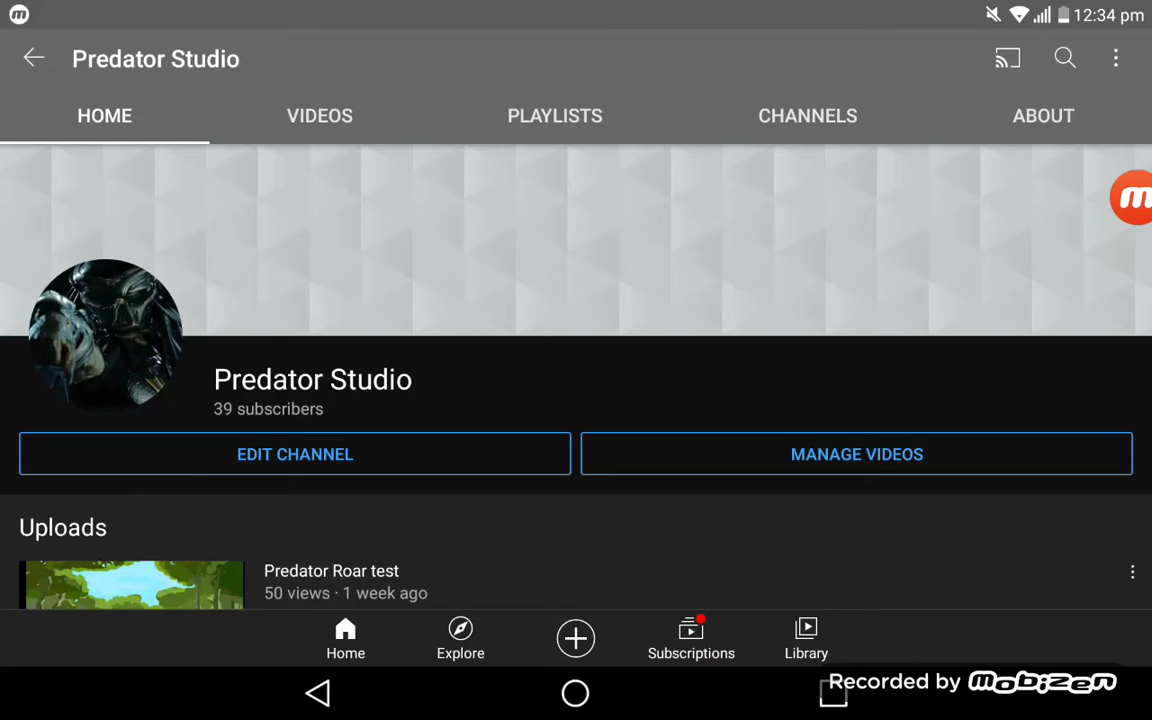 12:34 pm
Predator Studio
HOME VIDEOS PLAYLISTS CHANNELS ABOUT
m
Predator Studio
39 subscribers
EDIT CHANNEL MANAGE VIDEOS
Uploads
Predator Roar test
50 views · 1 week ago
Home Explore Subscriptions Library
Recorded by mobizen